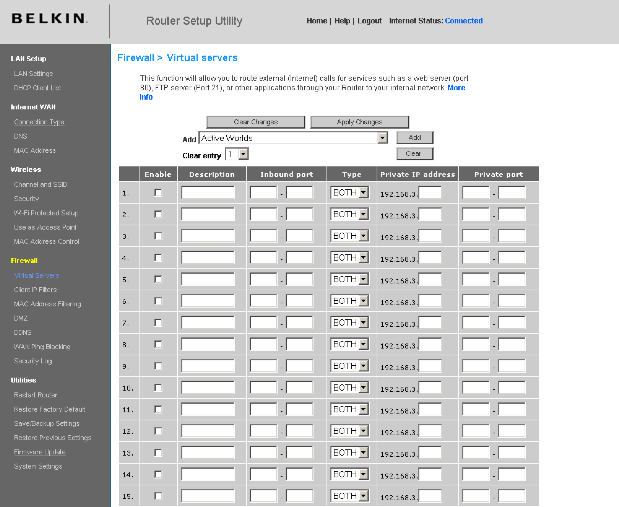 BELKIN.
Router Setup Utility
Home | Help | Logout Internet Status: Connected
LAN Setup
LAN Settings
DHCP Client List
Internet WAN
Connection Type
DNS
MAC Address
Wireless
Channel and SSID
Security
Wi-Fi Protected Setup
Use as Access Point
MAC Address Control
Firewall
Virtual Servers
Client IP Filters
MAC Address Filtering
DMZ
DDNS
WAN Ping Blocking
Security Log
Utilities
Restart Router
Restore Factory Default
Save/Backup Settings
Restore Previous Settings
Firmware Update
System Settings
Firewall > Virtual servers
This function will allow you to route external (Internet) calls for services such as a web server (port
80), FTP server (Port 21), or other applications through your Router to your internal network. More
Info
Clear Changes Apply Changes
Add Active Worlds Add
Clear entry 1 Clear
Enable Description Inbound port Type Private IP address Private port
1. - BOTH 192.168.3. -
2. - BOTH 192.168.3. -
3. - BOTH 192.168.3. -
4. - BOTH 192.168.3. -
5. - BOTH 192.168.3. -
6. - BOTH 192.168.3. -
7. - BOTH 192.168.3. -
8. - BOTH 192.168.3. -
9. - BOTH 192.168.3. -
10. - BOTH 192.168.3. -
11. - BOTH 192.168.3. -
12. - BOTH 192.168.3. -
13. - BOTH 192.168.3. -
14. - BOTH 192.168.3. -
15. - BOTH 192.168.3. -